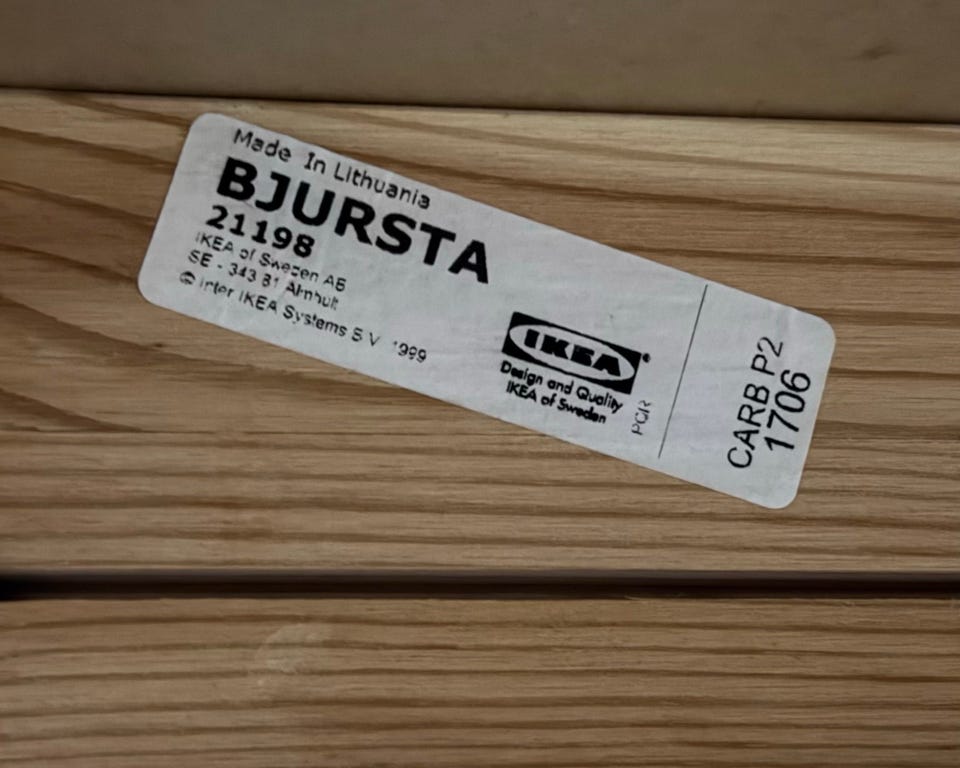 Made In Lithuania
BJURSTA
21198
IKEA of Sweden AB
SE - 343 81 Älmhult
© Inter IKEA Systems B V 1999
IKEA
Design and Quality
IKEA of Sweden
PGR
CARB P2
1706